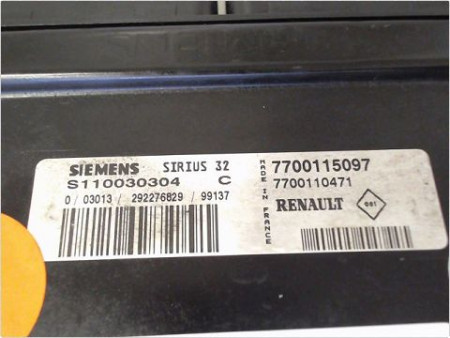 SIEMENS SIRIUS 32
S110030304 C
0 / 03013 / 292276829 / 99137
MADE IN FRANCE
7700115097
7700110471
RENAULT